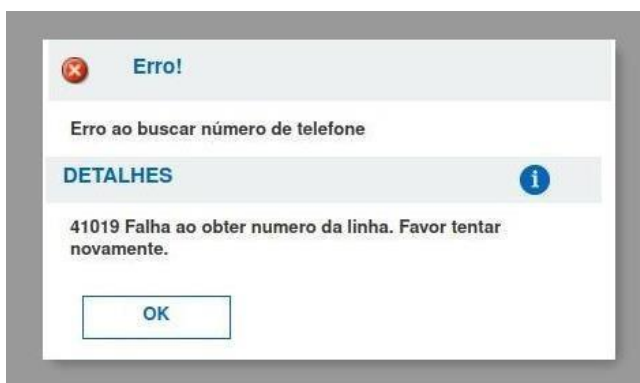 Erro!
Erro ao buscar número de telefone
DETALHES
41019 Falha ao obter numero da linha. Favor tentar
novamente.
OK